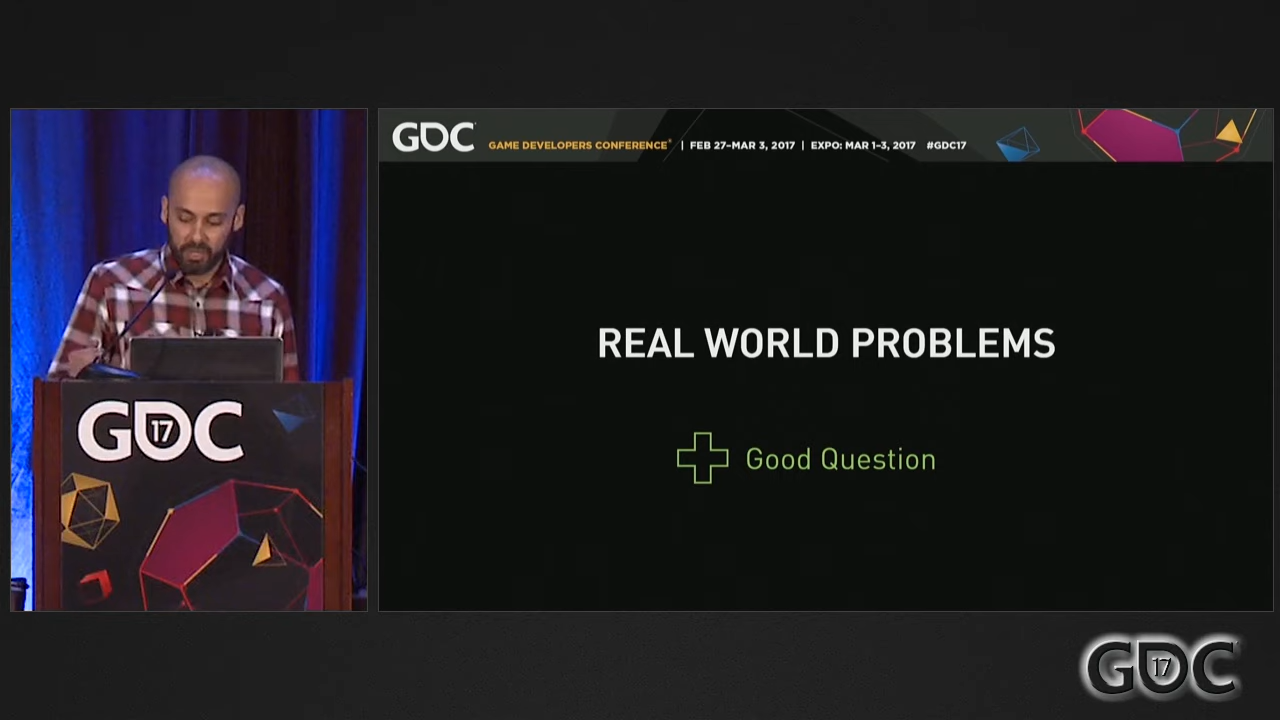 GDC GAME DEVELOPERS CONFERENCE® | FEB 27–MAR 3, 2017 | EXPO: MAR 1–3, 2017 #GDC17
REAL WORLD PROBLEMS
Good Question
GDC 17
GDC 17